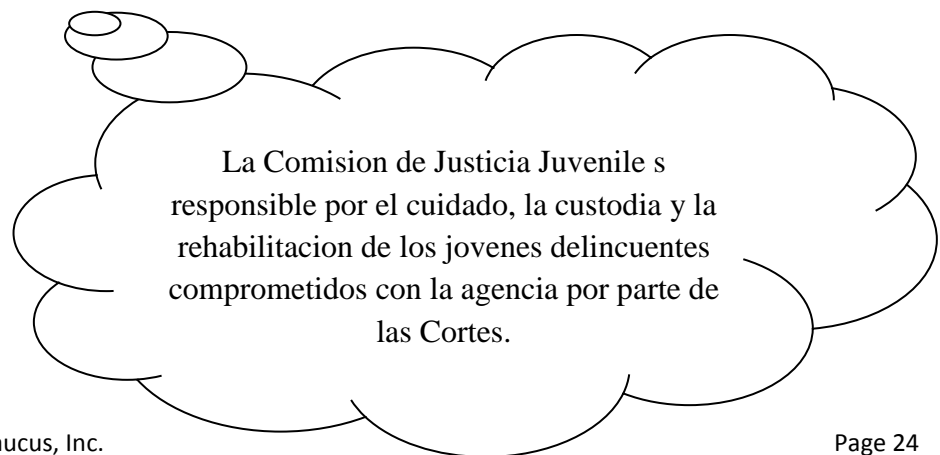 La Comision de Justicia Juvenile s
responsible por el cuidado, la custodia y la
rehabilitacion de los jovenes delincuentes
comprometidos con la agencia por parte de
las Cortes.
Inc.
Page 24